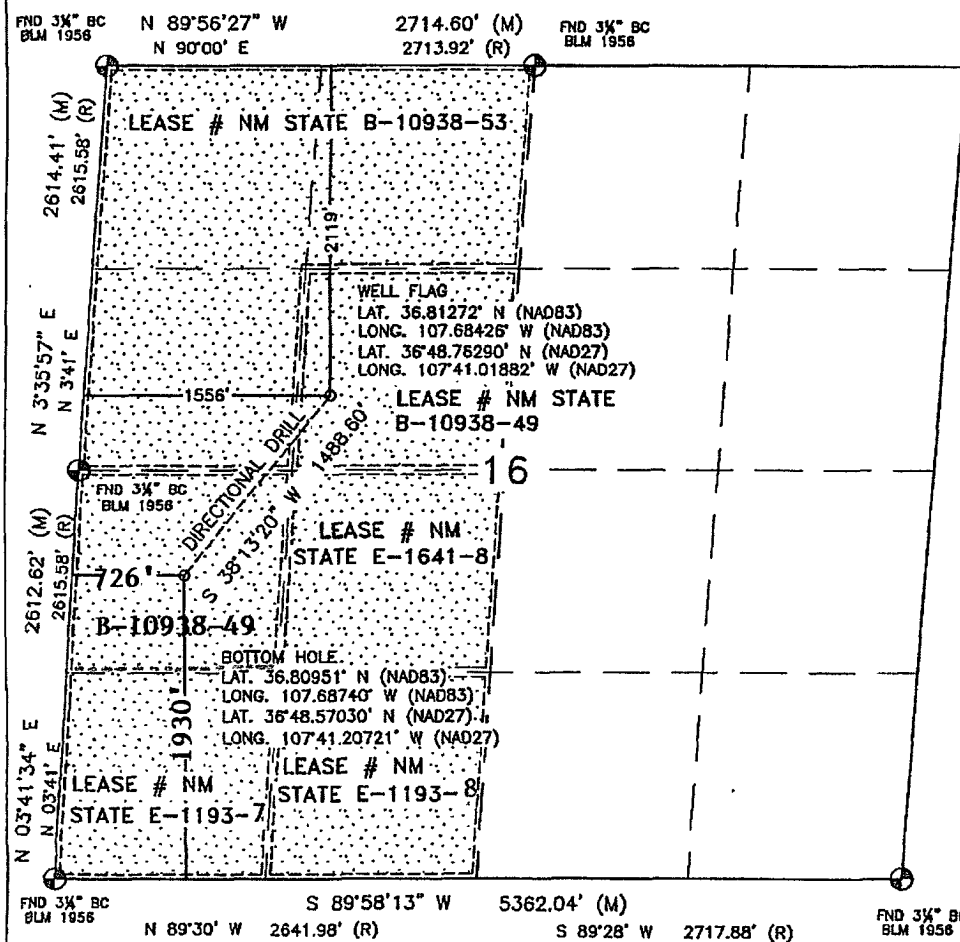 FND 3¼" BC
BLM 1956
N 89°56'27" W 2714.60' (M)
N 90°00' E 2713.92' (R)
FND 3¼" BC
BLM 1956
2614.41' (M)
2615.58' (R)
N 3°35'57" E
N 3°41' E
LEASE # NM STATE B-10938-53
2119'
WELL FLAG
LAT. 36.81272° N (NAD83)
LONG. 107.68426° W (NAD83)
LAT. 36°48.76290' N (NAD27)
LONG. 107°41.01882' W (NAD27)
1556'
LEASE # NM STATE
B-10938-49
DIRECTIONAL DRILL
S 38°13'20" W 1488.60'
16
FND 3¼" BC
BLM 1956
2612.62' (M)
2615.58' (R)
N 03°41'34" E
N 03°41' E
LEASE # NM
STATE E-1641-8
726'
B-10938-49
BOTTOM HOLE
LAT. 36.80951° N (NAD83)
LONG. 107.68740° W (NAD83)
LAT. 36°48.57030' N (NAD27)
LONG. 107°41.20721' W (NAD27)
1930'
LEASE # NM
STATE E-1193-7
LEASE # NM
STATE E-1193-8
FND 3¼" BC
BLM 1956
S 89°58'13" W 5362.04' (M)
N 89°30' W 2641.98' (R)
S 89°28' W 2717.88' (R)
FND 3¼" B
BLM 1956